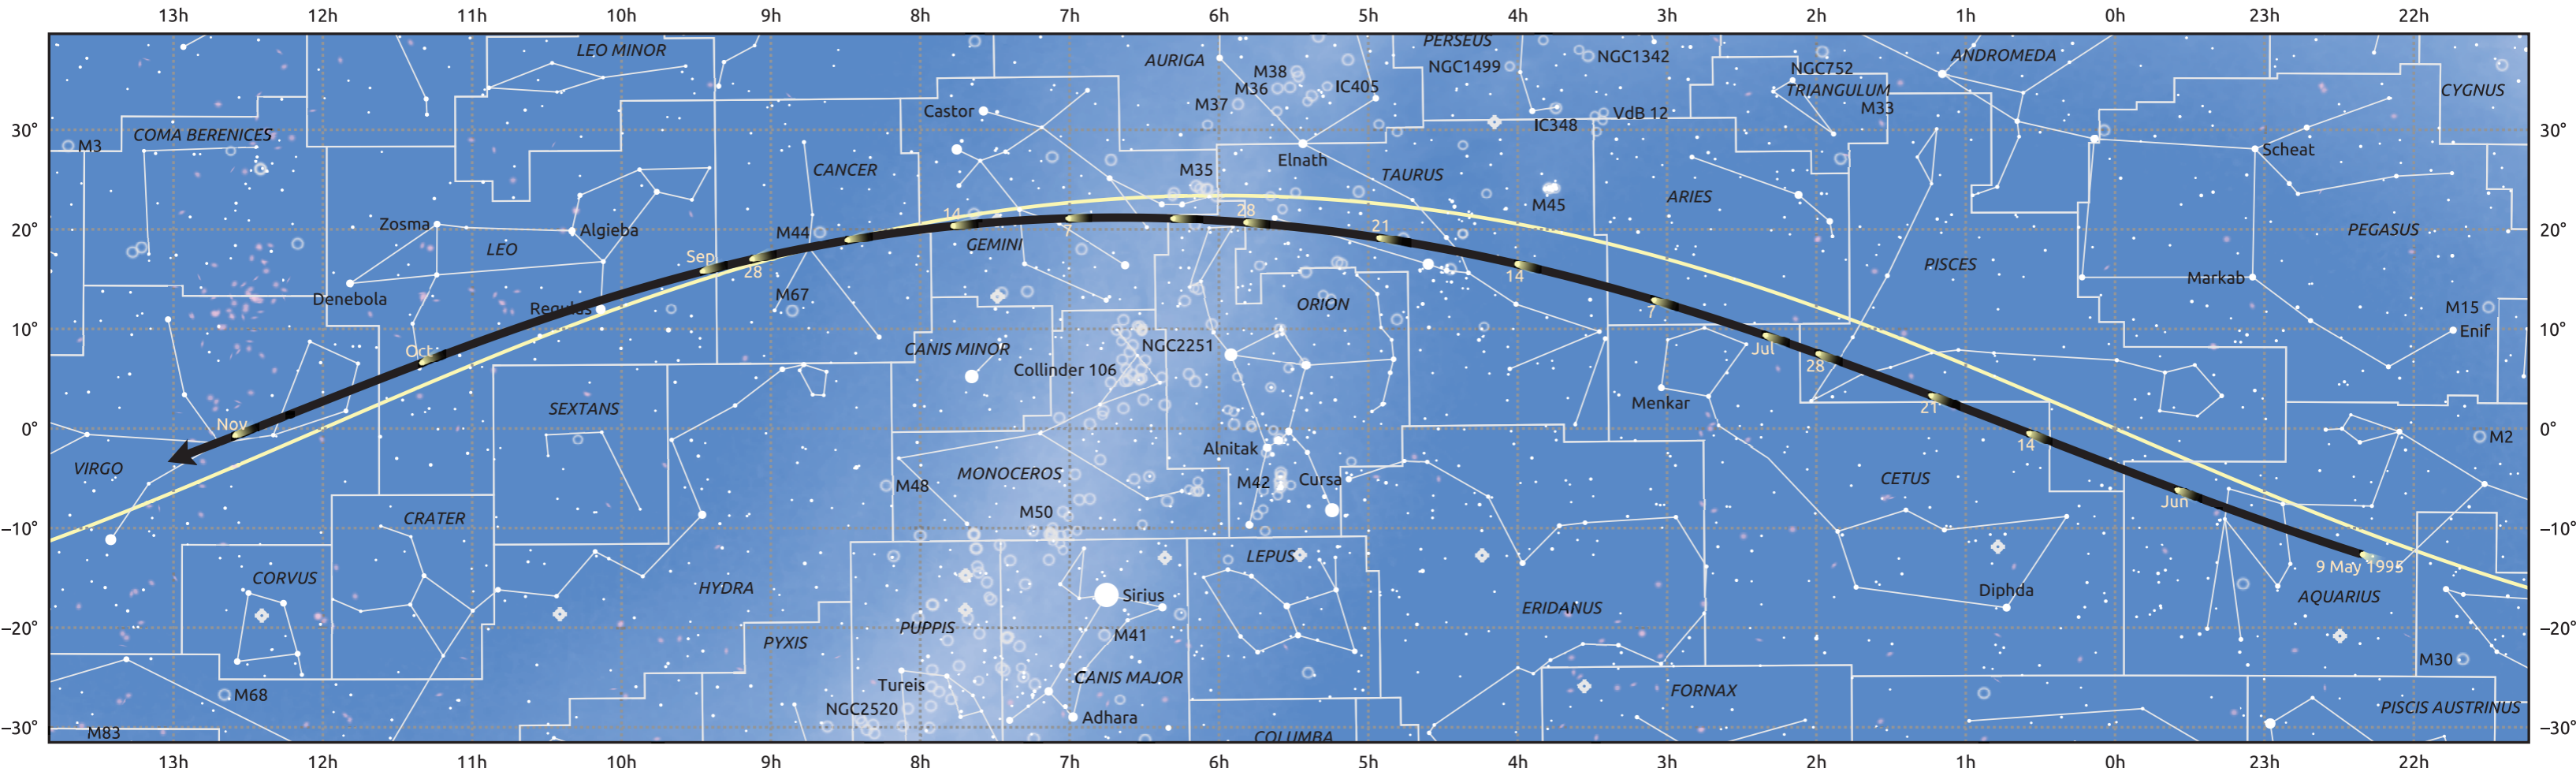 13h 12h 11h 10h 9h 8h 7h 6h 5h 4h 3h 2h 1h 0h 23h 22h
LEO MINOR
AURIGA
PERSEUS
ANDROMEDA
M38
NGC1499
NGC1342
NGC752
M36
IC405
TRIANGULUM
CYGNUS
M37
M33
Castor
IC348
VdB 12
30°
COMA BERENICES
30°
M3
Elnath
Scheat
CANCER
M35
TAURUS
ARIES
M45
20°
Zosma
Algieba
M44
14
28
21
PEGASUS
20°
LEO
GEMINI
7
Sep
28
14
PISCES
Markab
Denebola
M67
ORION
Regulus
7
M15
10°
Enif
10°
Oct
CANIS MINOR
NGC2251
Jul
28
Collinder 106
SEXTANS
Menkar
21
Nov
0°
0°
M2
Alnitak
14
VIRGO
MONOCEROS
M48
M42
Cursa
CETUS
Jun
M50
CRATER
−10°
−10°
LEPUS
9 May 1995
CORVUS
HYDRA
Sirius
Diphda
AQUARIUS
ERIDANUS
−20°
PUPPIS
M41
−20°
PYXIS
M30
CANIS MAJOR
Tureis
FORNAX
M68
NGC2520
Adhara
PISCIS AUSTRINUS
−30°
M83
COLUMBA
−30°
13h 12h 11h 10h 9h 8h 7h 6h 5h 4h 3h 2h 1h 0h 23h 22h